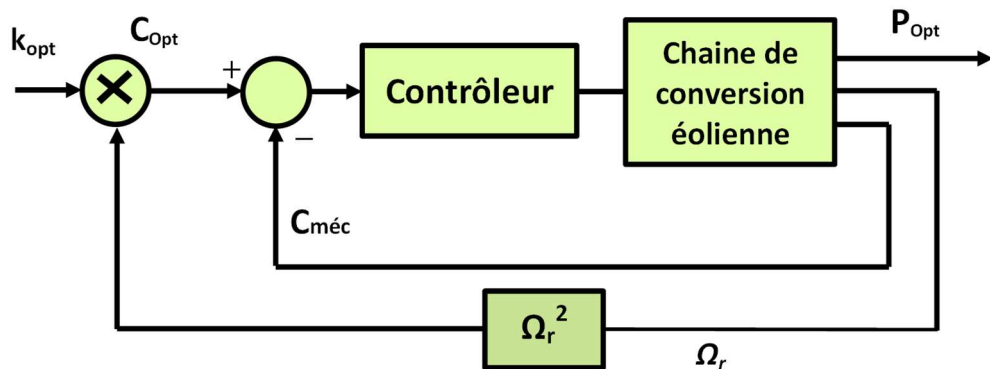 k_opt
C_Opt
P_Opt
×
+
−
Contrôleur
Chaine de
conversion
éolienne
C_méc
Ω_r²
Ω_r